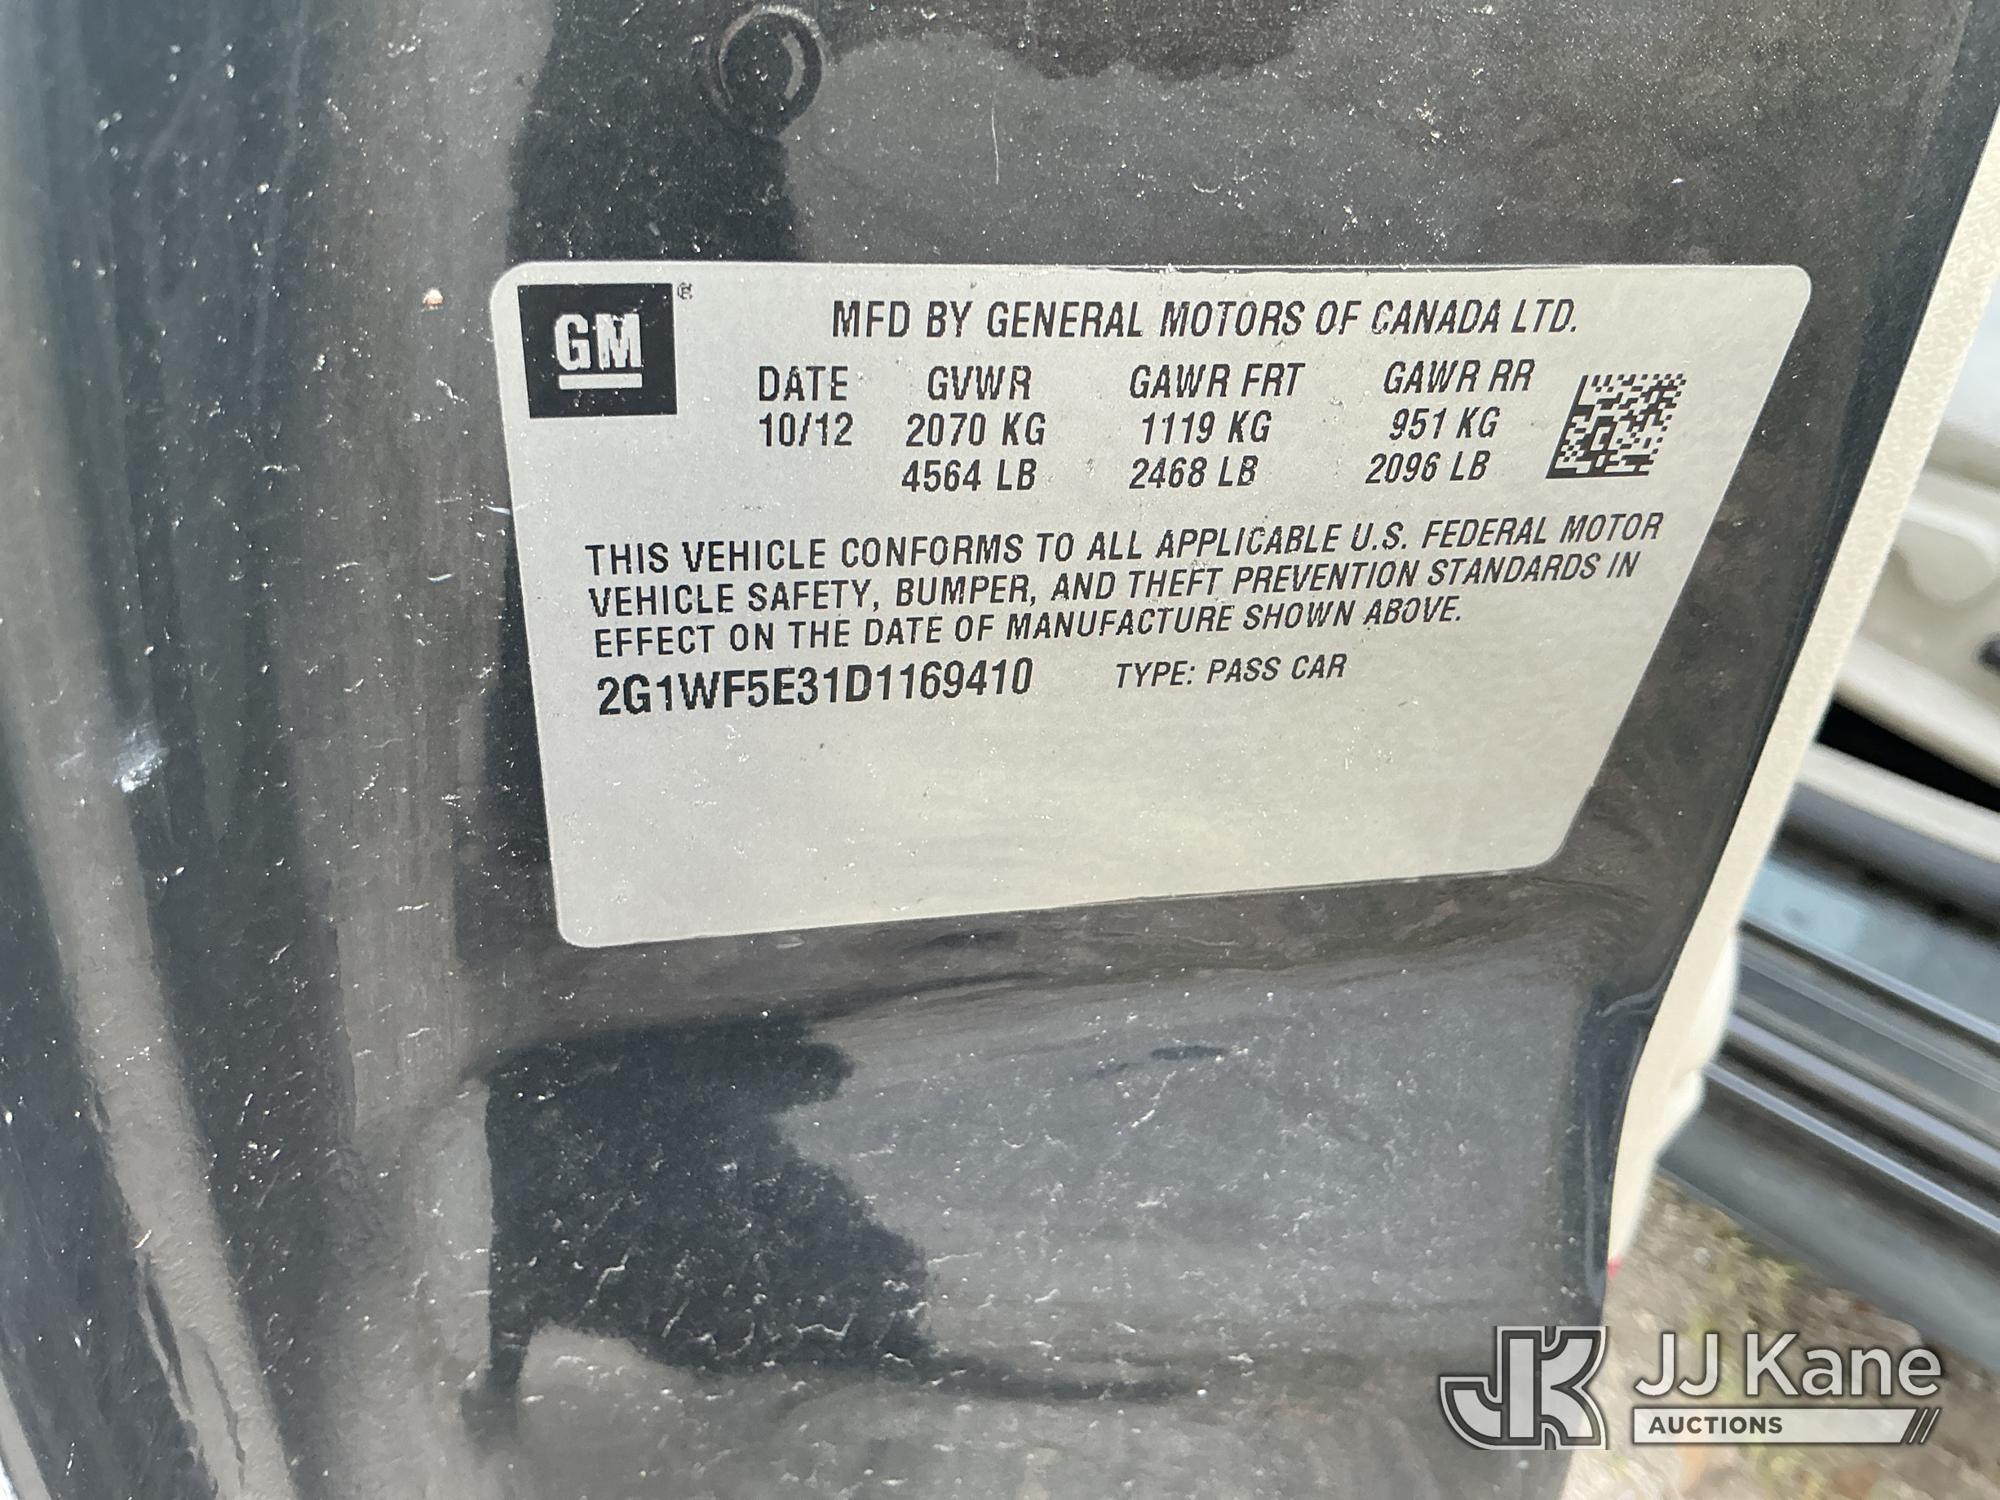 GM ®
MFD BY GENERAL MOTORS OF CANADA LTD.
DATE GVWR GAWR FRT GAWR RR
10/12 2070 KG 1119 KG 951 KG
4564 LB 2468 LB 2096 LB
THIS VEHICLE CONFORMS TO ALL APPLICABLE U.S. FEDERAL MOTOR
VEHICLE SAFETY, BUMPER, AND THEFT PREVENTION STANDARDS IN
EFFECT ON THE DATE OF MANUFACTURE SHOWN ABOVE.
2G1WF5E31D1169410 TYPE: PASS CAR
JK JJ Kane
AUCTIONS